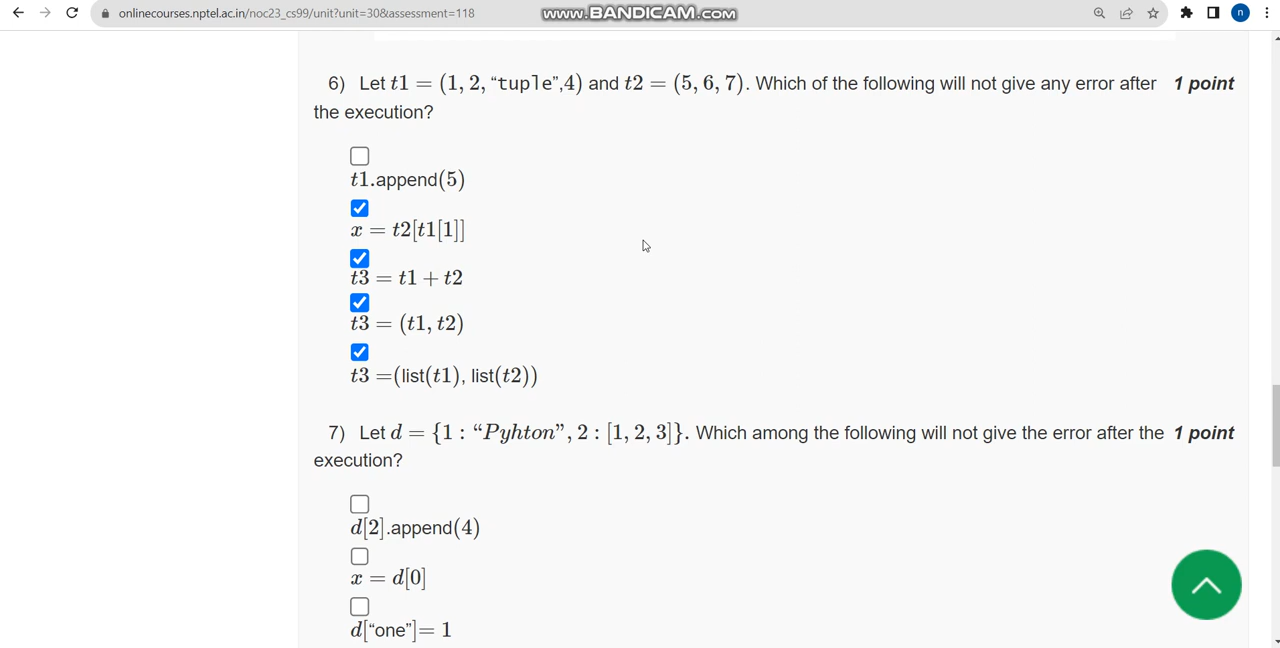 onlinecourses.nptel.ac.in/noc23_cs99/unit?unit=30&assessment=118
www.BANDICAM.com
n
6) Let t1 = (1, 2, “tuple”,4) and t2 = (5, 6, 7). Which of the following will not give any error after 1 point
the execution?
t1.append(5)
x = t2[t1[1]]
t3 = t1 + t2
t3 = (t1, t2)
t3 =(list(t1), list(t2))
7) Let d = {1 : “Pyhton”, 2 : [1, 2, 3]}. Which among the following will not give the error after the 1 point
execution?
d[2].append(4)
x = d[0]
d[“one”]= 1